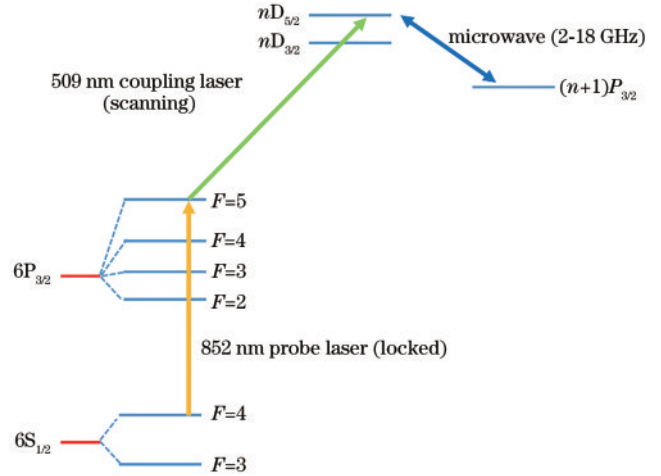 nD5/2
nD3/2
microwave (2-18 GHz)
(n+1)P3/2
509 nm coupling laser
(scanning)
F=5
F=4
6P3/2
F=3
F=2
852 nm probe laser (locked)
F=4
6S1/2
F=3